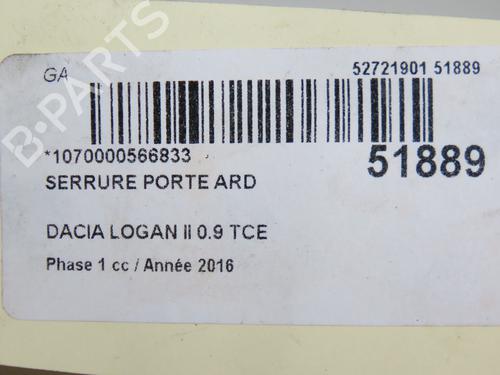 GA 52721901 51889
*1070000566833 51889
SERRURE PORTE ARD
DACIA LOGAN II 0.9 TCE
Phase 1 cc / Année 2016
B-PARTS